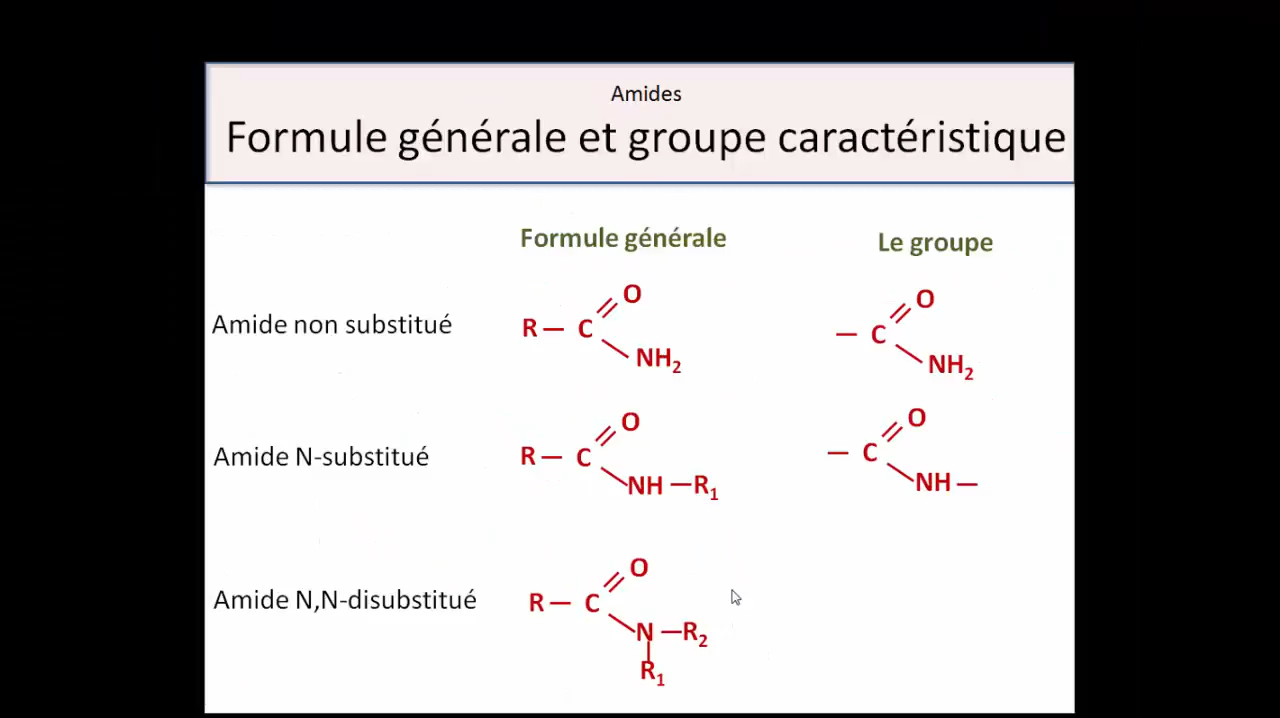 Amides
Formule générale et groupe caractéristique
Formule générale
Le groupe
Amide non substitué
R — C
O
NH₂
— C
O
NH₂
Amide N-substitué
R — C
O
NH — R₁
— C
O
NH —
Amide N,N-disubstitué
R — C
O
N — R₂
R₁